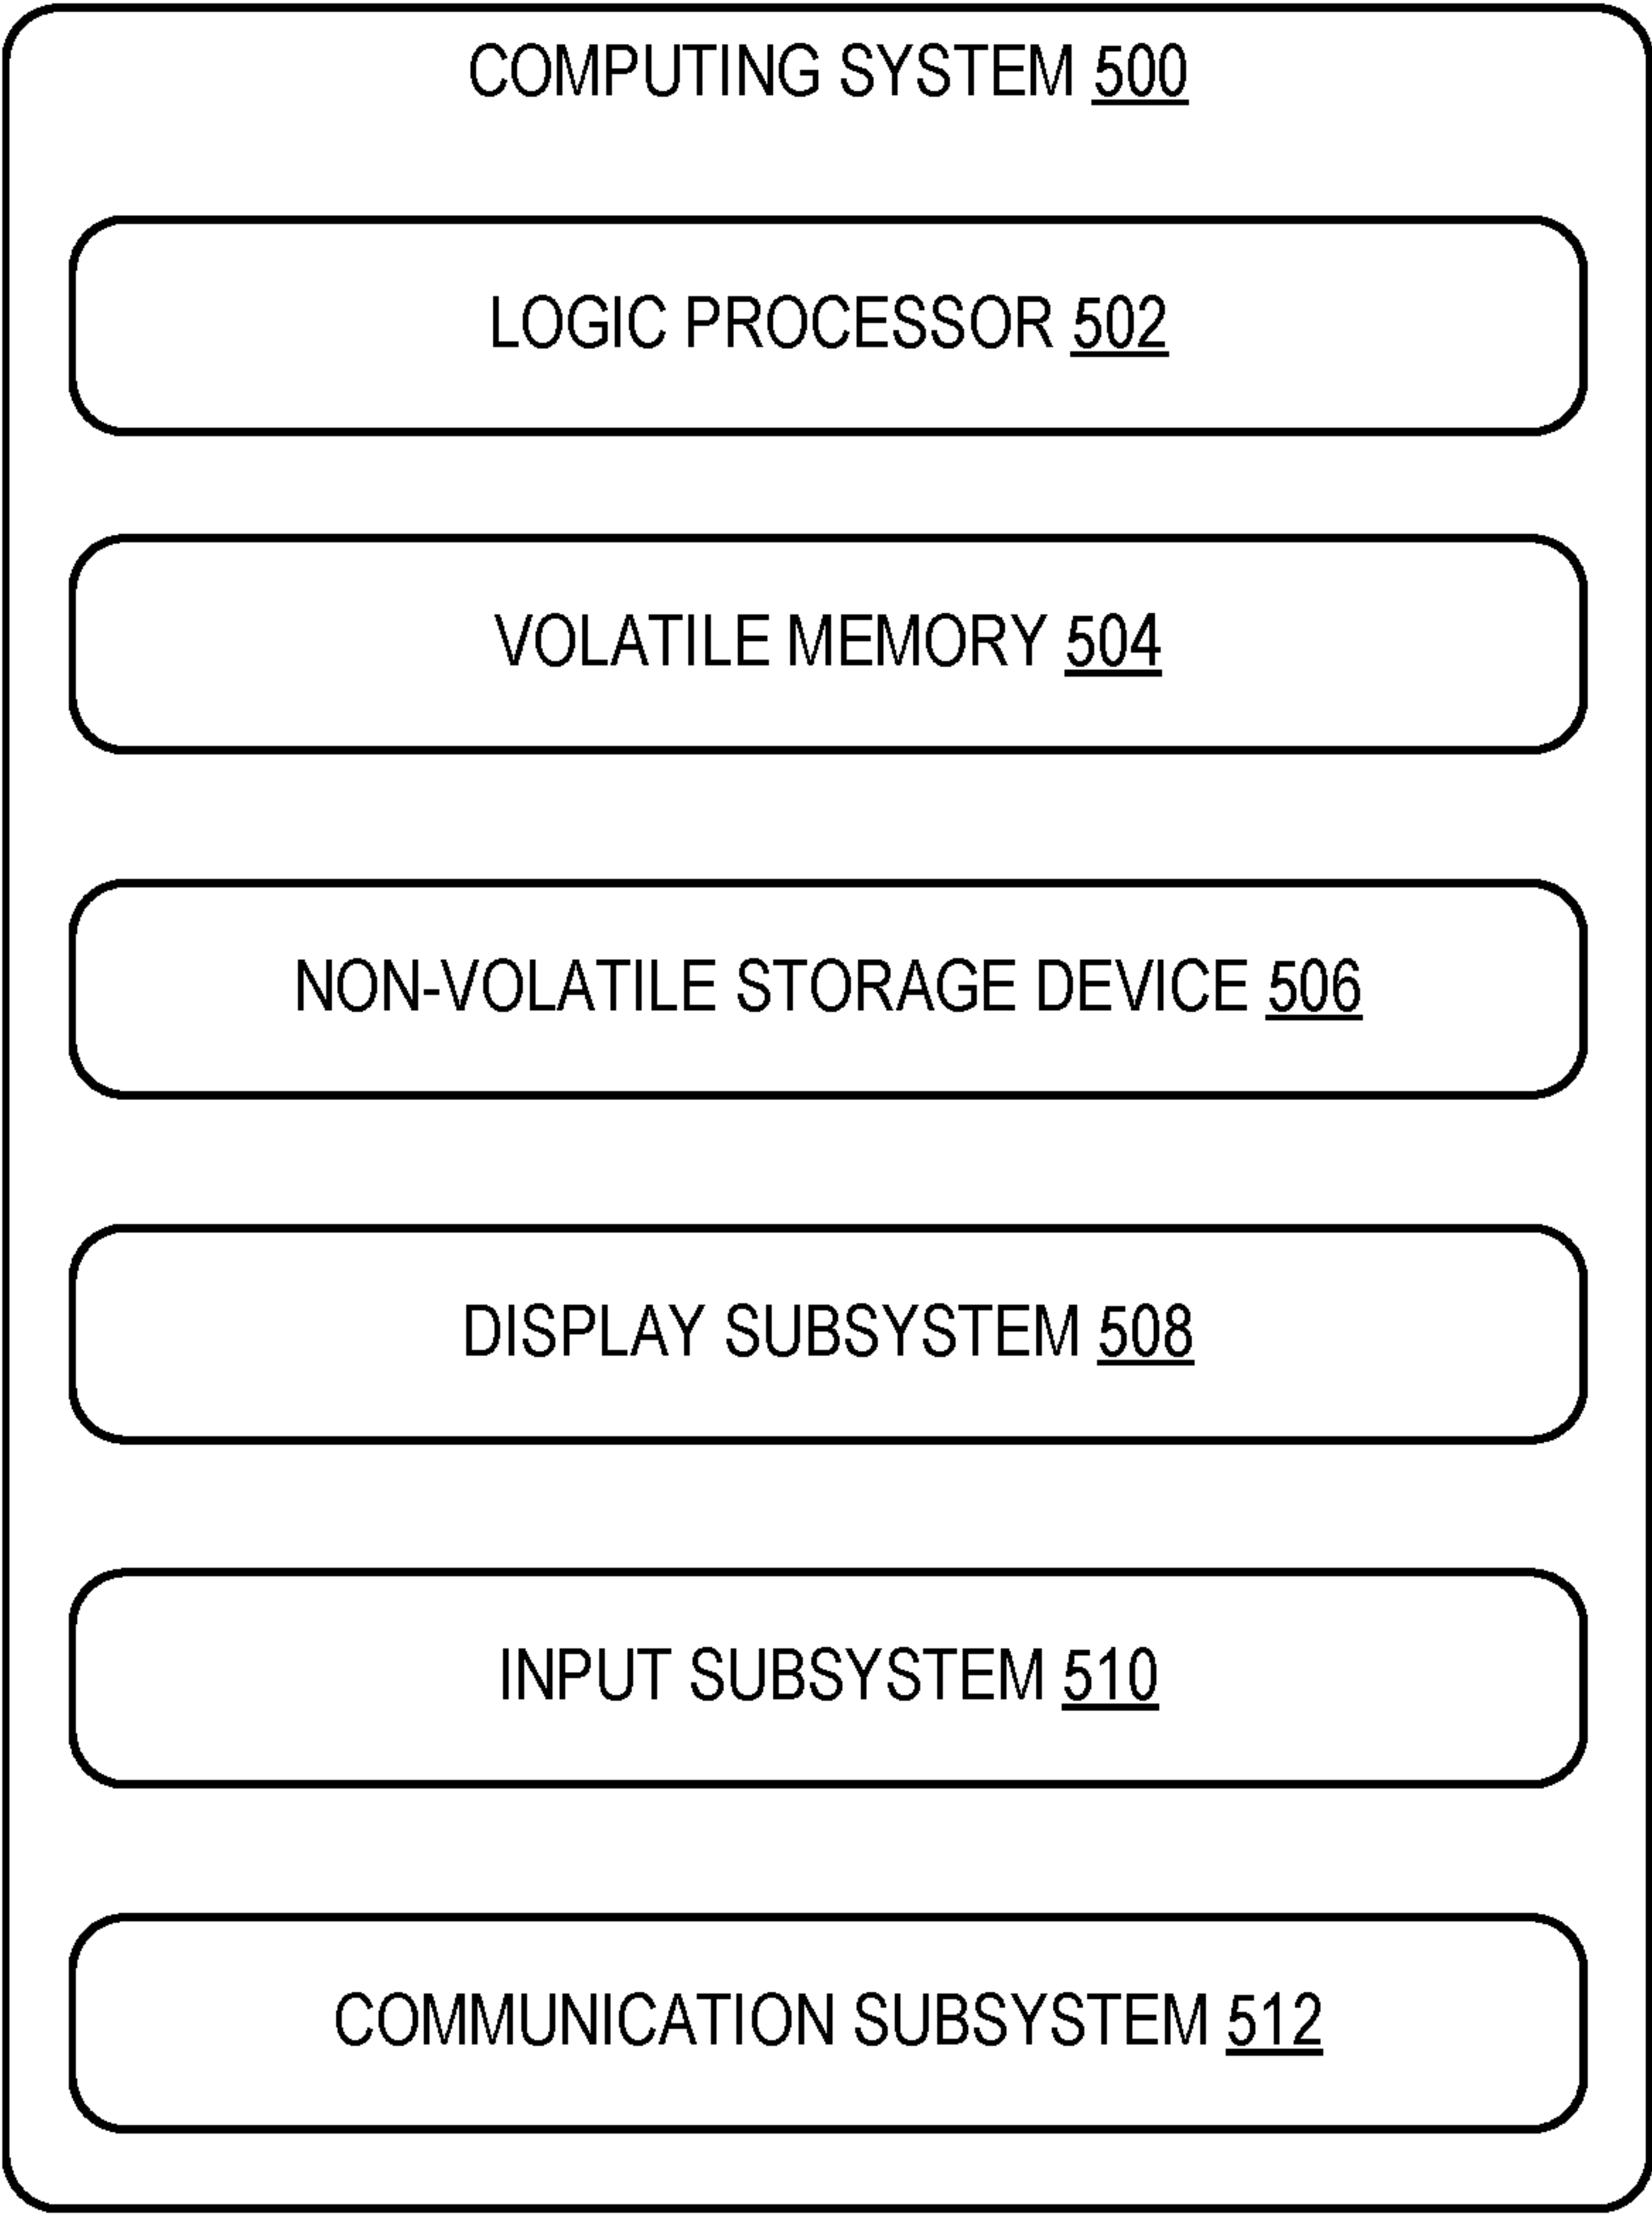 COMPUTING SYSTEM 500
LOGIC PROCESSOR 502
VOLATILE MEMORY 504
NON-VOLATILE STORAGE DEVICE 506
DISPLAY SUBSYSTEM 508
INPUT SUBSYSTEM 510
COMMUNICATION SUBSYSTEM 512